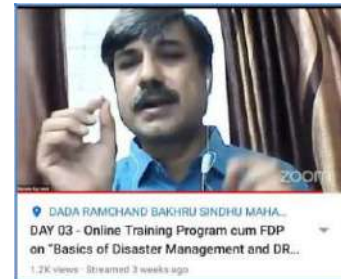 zoom
DADA RAMCHAND BAKHRU SINDHU MAHA...
DAY 03 - Online Training Program cum FDP
on "Basics of Disaster Management and DR...
1.2K views · Streamed 3 weeks ago